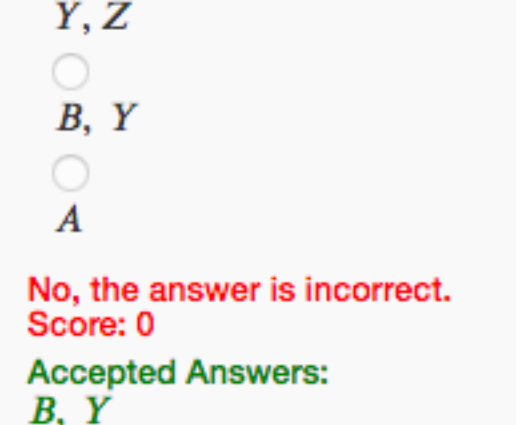 Y, Z
B, Y
A
No, the answer is incorrect.
Score: 0
Accepted Answers:
B, Y